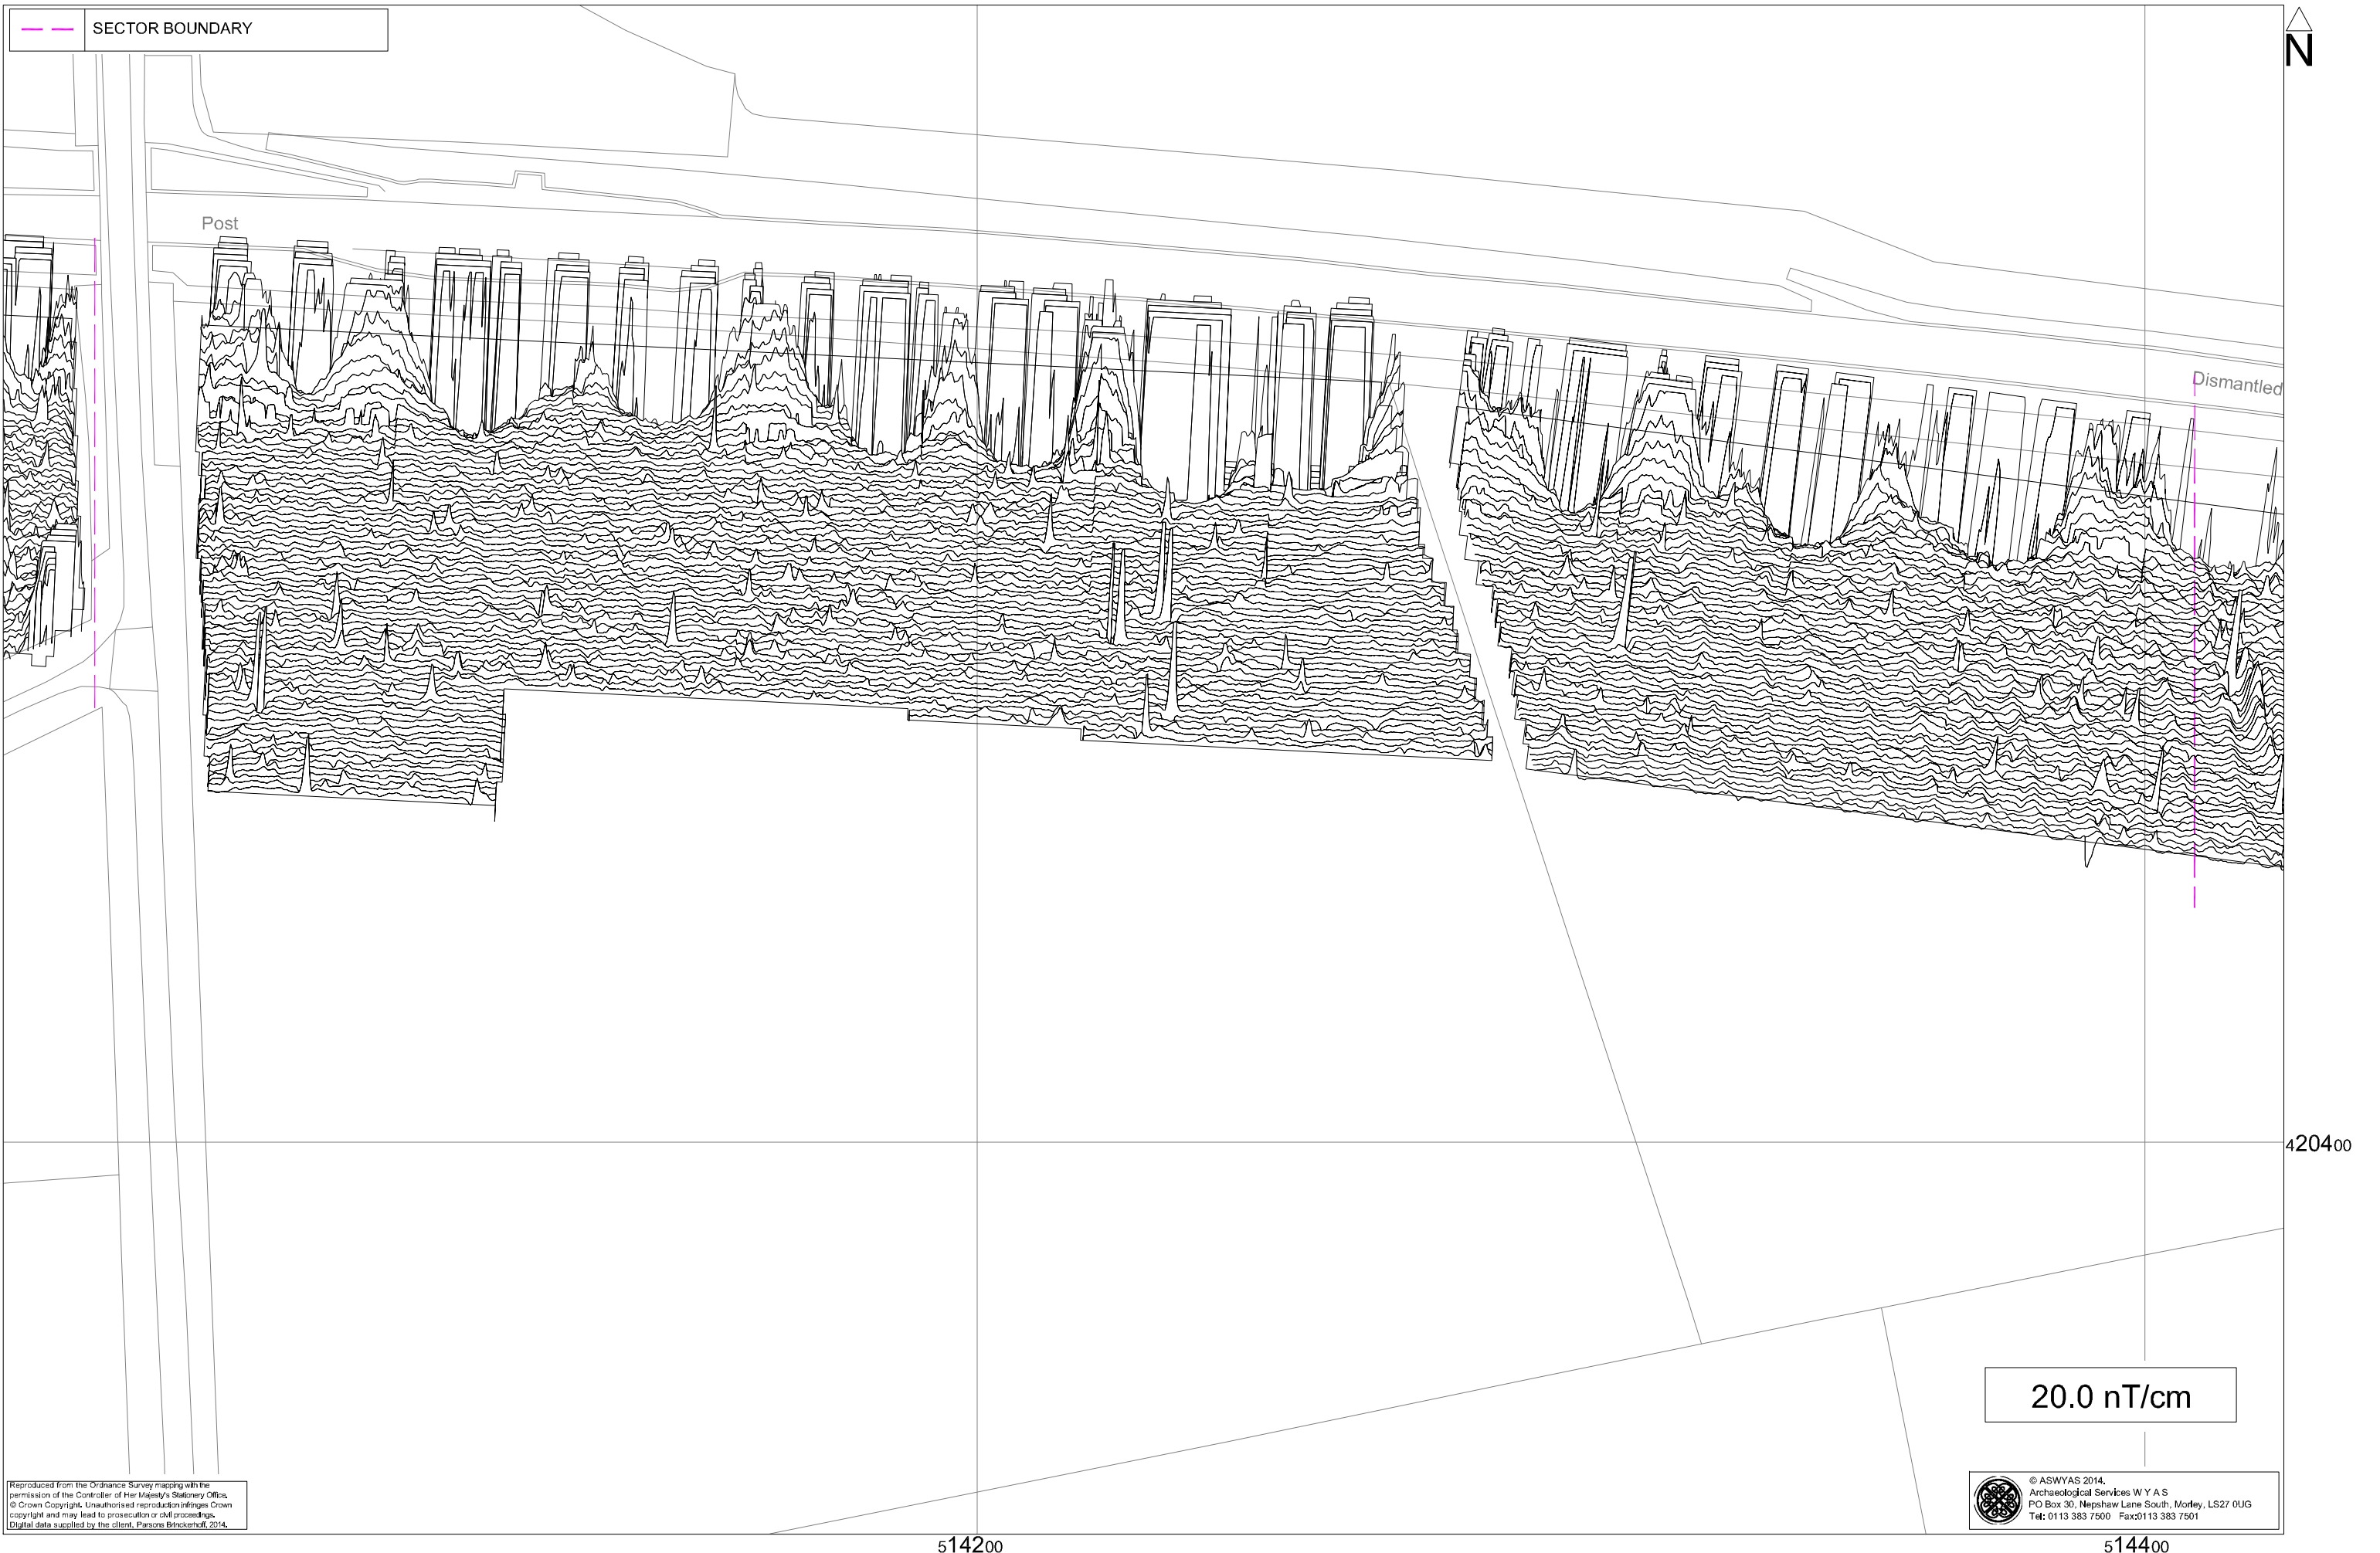 SECTOR BOUNDARY
N
Post
Dismantled
420400
20.0 nT/cm
Reproduced from the Ordnance Survey mapping with the
permission of the Controller of Her Majesty's Stationery Office.
© Crown Copyright. Unauthorised reproduction infringes Crown
copyright and may lead to prosecution or civil proceedings.
Digital data supplied by the client, Parsons Brinckerhoff, 2014.
© ASWYAS 2014.
Archaeological Services W Y A S
PO Box 30, Nepshaw Lane South, Morley, LS27 0UG
Tel: 0113 383 7500 Fax:0113 383 7501
514200
514400